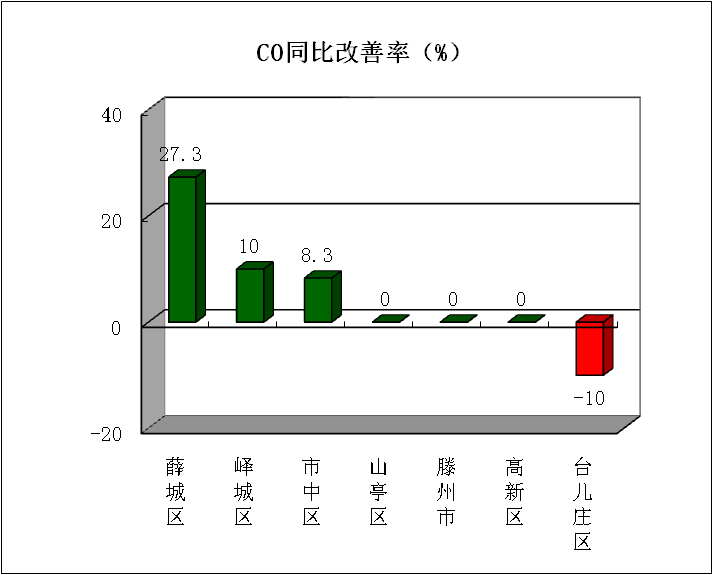 CO同比改善率（%）
40
20
0
-20
27.3
10
8.3
0
0
0
-10
薛城区
峄城区
市中区
山亭区
滕州市
高新区
台儿庄区